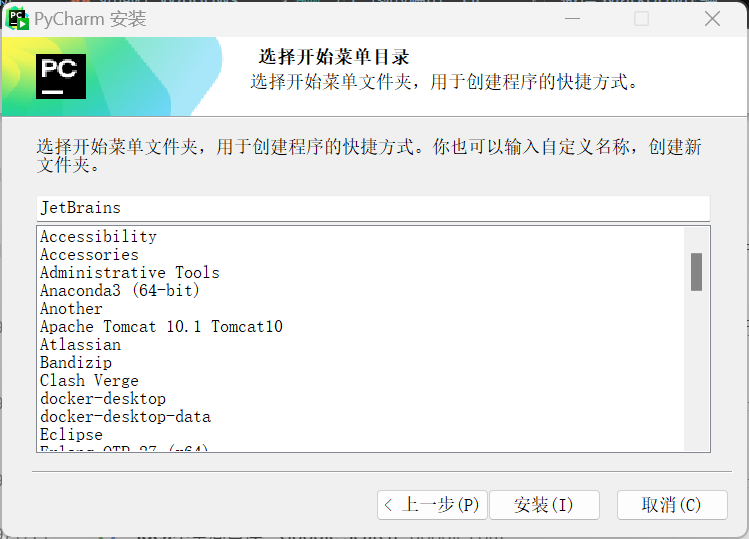 PyCharm 安装
PC
选择开始菜单目录
选择开始菜单文件夹，用于创建程序的快捷方式。
选择开始菜单文件夹，用于创建程序的快捷方式。你也可以输入自定义名称，创建新
文件夹。
JetBrains
Accessibility
Accessories
Administrative Tools
Anaconda3 (64-bit)
Another
Apache Tomcat 10.1 Tomcat10
Atlassian
Bandizip
Clash Verge
docker-desktop
docker-desktop-data
Eclipse
Erlang OTP 27 (x64)
< 上一步(P)
安装(I)
取消(C)